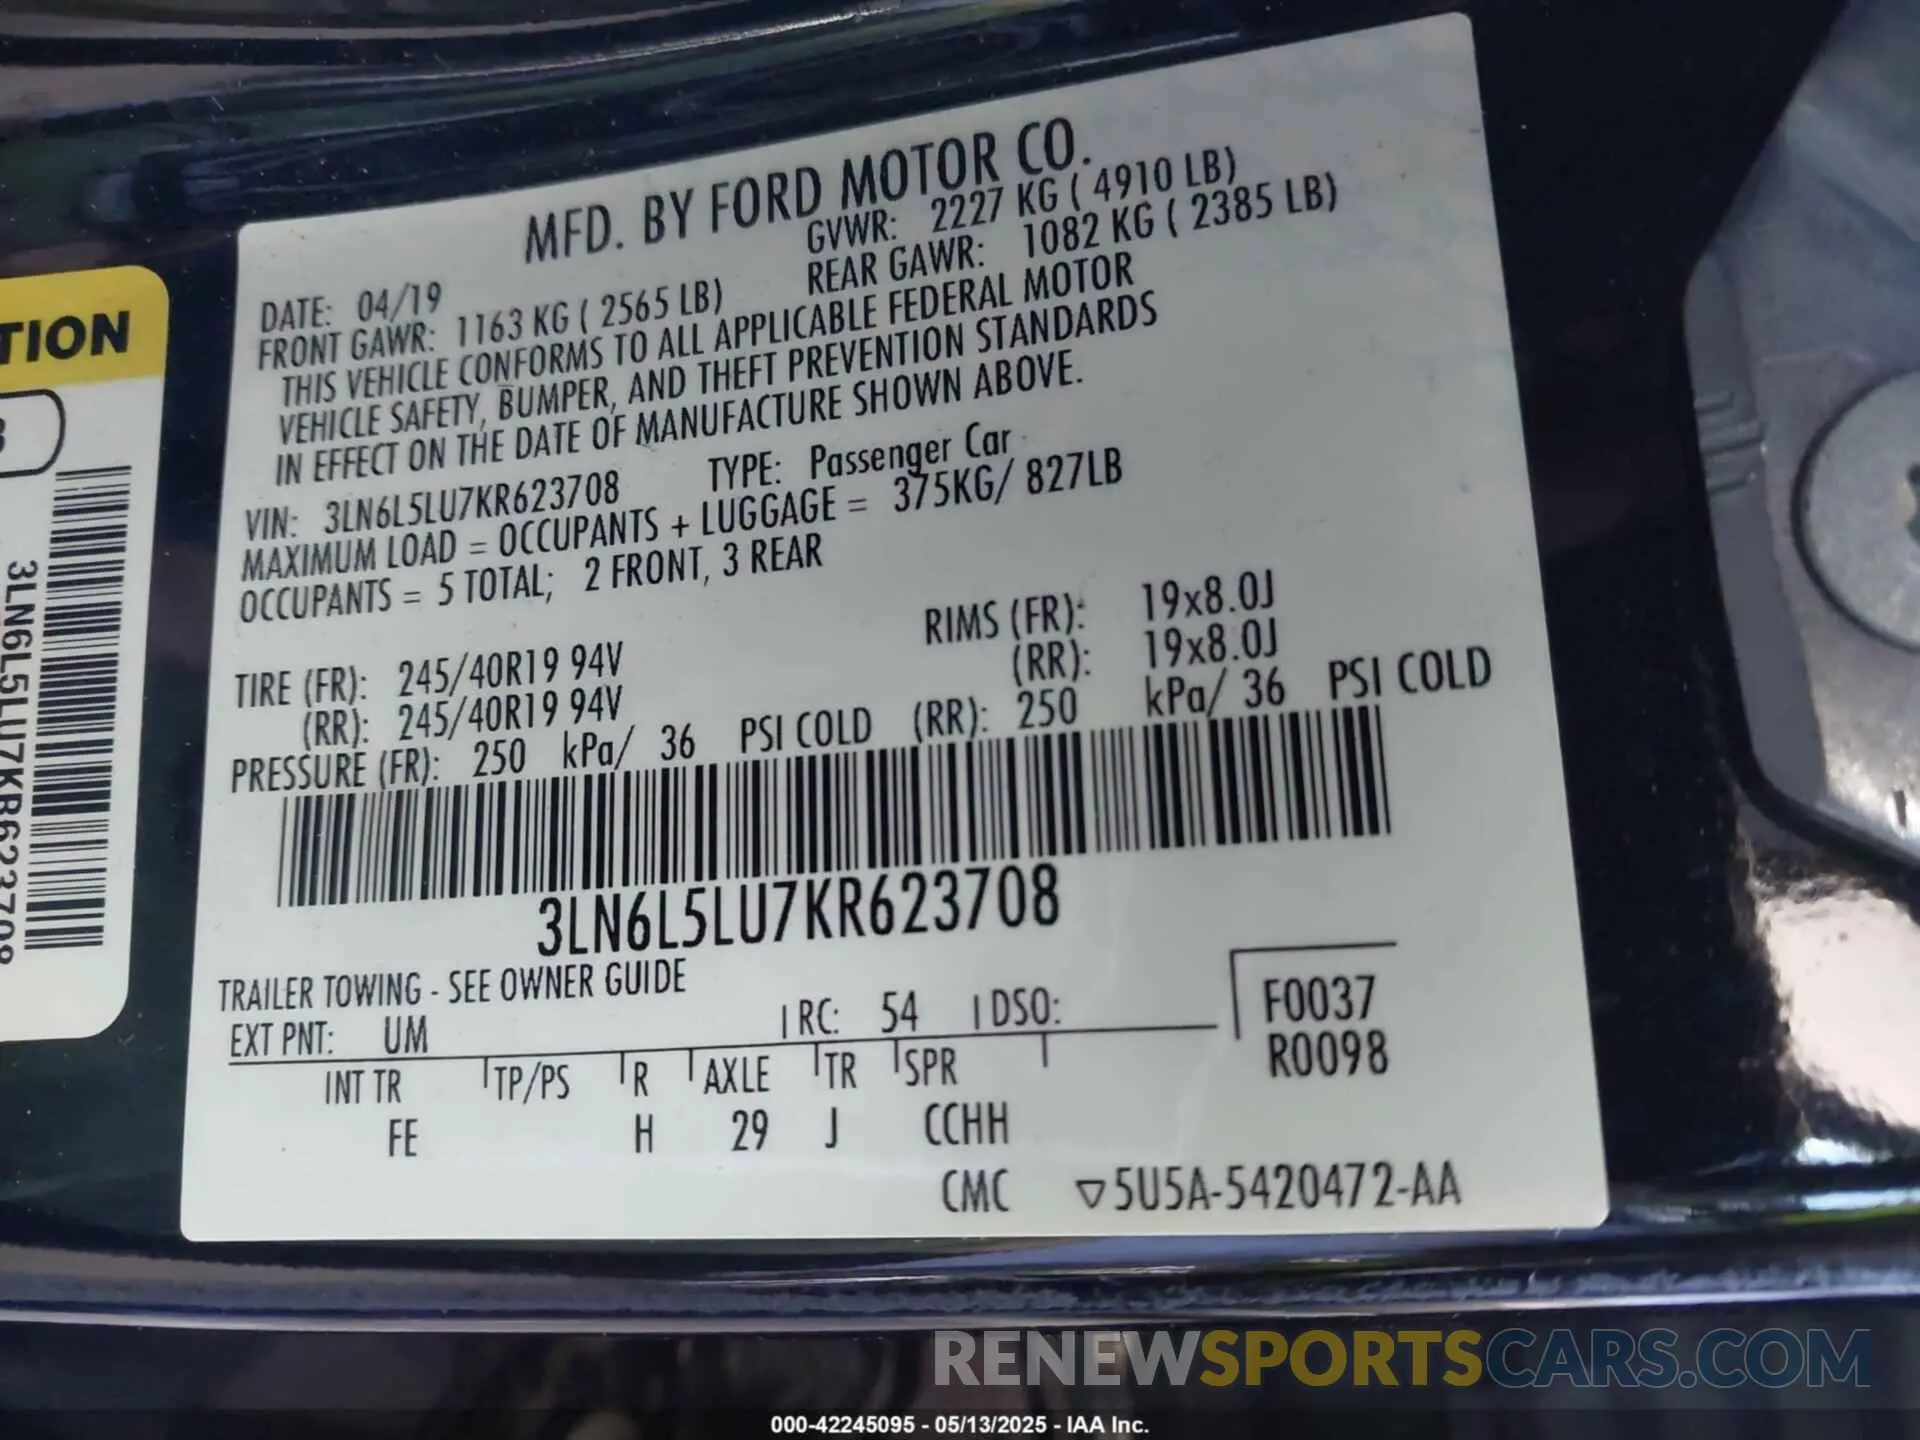 MFD. BY FORD MOTOR CO.
DATE: 04/19 GVWR: 2227 KG ( 4910 LB)
FRONT GAWR: 1163 KG ( 2565 LB) REAR GAWR: 1082 KG ( 2385 LB)
THIS VEHICLE CONFORMS TO ALL APPLICABLE FEDERAL MOTOR
VEHICLE SAFETY, BUMPER, AND THEFT PREVENTION STANDARDS
IN EFFECT ON THE DATE OF MANUFACTURE SHOWN ABOVE.
VIN: 3LN6L5LU7KR623708 TYPE: Passenger Car
MAXIMUM LOAD = OCCUPANTS + LUGGAGE = 375KG/ 827LB
OCCUPANTS = 5 TOTAL; 2 FRONT, 3 REAR
TIRE (FR): 245/40R19 94V RIMS (FR): 19x8.0J
(RR): 245/40R19 94V (RR): 19x8.0J
PRESSURE (FR): 250 kPa/ 36 PSI COLD (RR): 250 kPa/ 36 PSI COLD
3LN6L5LU7KR623708
TRAILER TOWING - SEE OWNER GUIDE
EXT PNT: UM RC: 54 DSO: F0037
R0098
INT TR TP/PS R AXLE TR SPR
FE H 29 J CCHH
CMC ▽5U5A-5420472-AA
TION
3LN6L5LU7KR623708
RENEWSPORTSCARS.COM
000-42245095 - 05/13/2025 - IAA Inc.